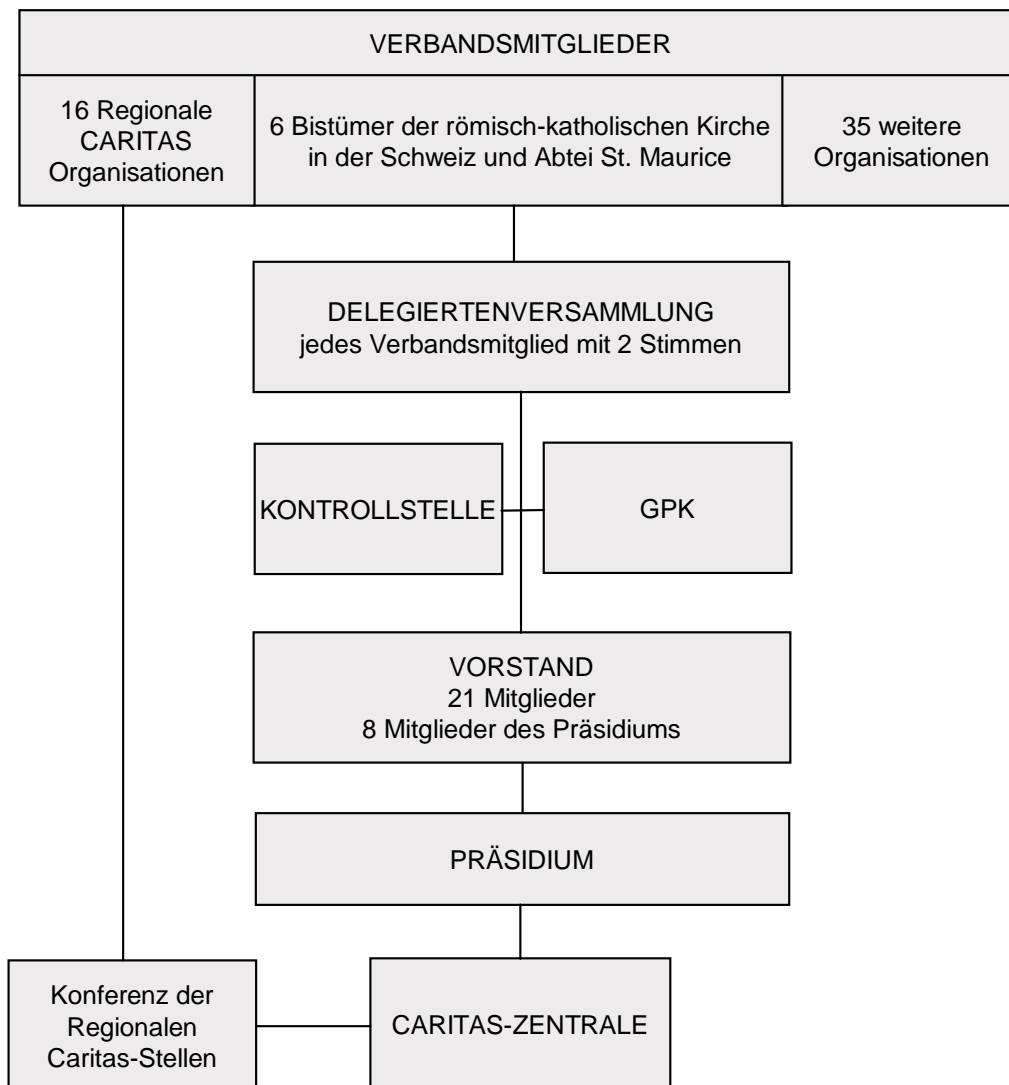 VERBANDSMITGLIEDER
16 Regionale
CARITAS
Organisationen
6 Bistümer der römisch-katholischen Kirche
in der Schweiz und Abtei St. Maurice
35 weitere
Organisationen
DELEGIERTENVERSAMMLUNG
jedes Verbandsmitglied mit 2 Stimmen
KONTROLLSTELLE
GPK
VORSTAND
21 Mitglieder
8 Mitglieder des Präsidiums
PRÄSIDIUM
Konferenz der
Regionalen
Caritas-Stellen
CARITAS-ZENTRALE